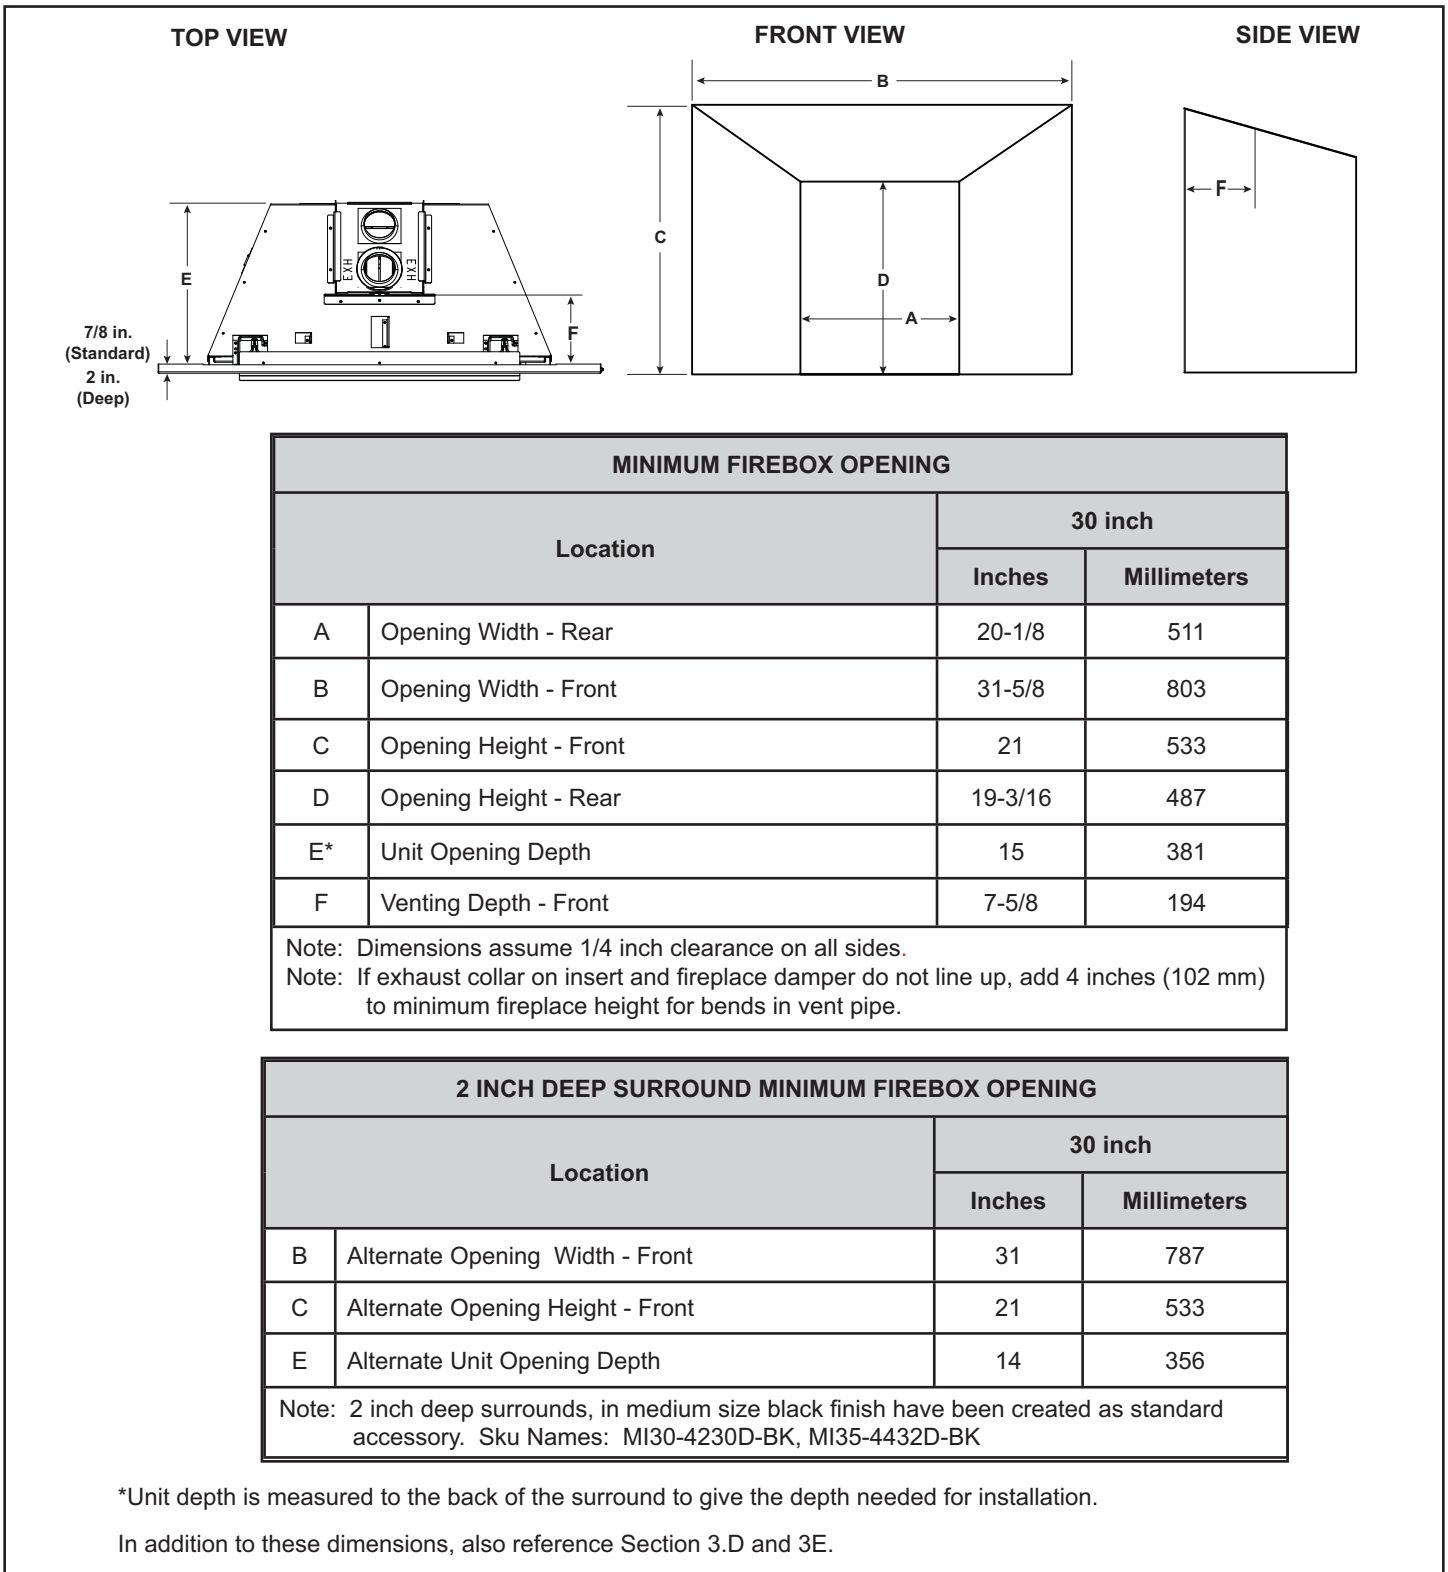 TOP VIEW
FRONT VIEW
SIDE VIEW
B
C
D
A
F
E
EXH
EXH
F
7/8 in.
(Standard)
2 in.
(Deep)
MINIMUM FIREBOX OPENING
Location
30 inch
Inches Millimeters
A Opening Width - Rear 20-1/8 511
B Opening Width - Front 31-5/8 803
C Opening Height - Front 21 533
D Opening Height - Rear 19-3/16 487
E* Unit Opening Depth 15 381
F Venting Depth - Front 7-5/8 194
Note: Dimensions assume 1/4 inch clearance on all sides.
Note: If exhaust collar on insert and fireplace damper do not line up, add 4 inches (102 mm)
to minimum fireplace height for bends in vent pipe.
2 INCH DEEP SURROUND MINIMUM FIREBOX OPENING
Location
30 inch
Inches Millimeters
B Alternate Opening Width - Front 31 787
C Alternate Opening Height - Front 21 533
E Alternate Unit Opening Depth 14 356
Note: 2 inch deep surrounds, in medium size black finish have been created as standard
accessory. Sku Names: MI30-4230D-BK, MI35-4432D-BK
*Unit depth is measured to the back of the surround to give the depth needed for installation.
In addition to these dimensions, also reference Section 3.D and 3E.